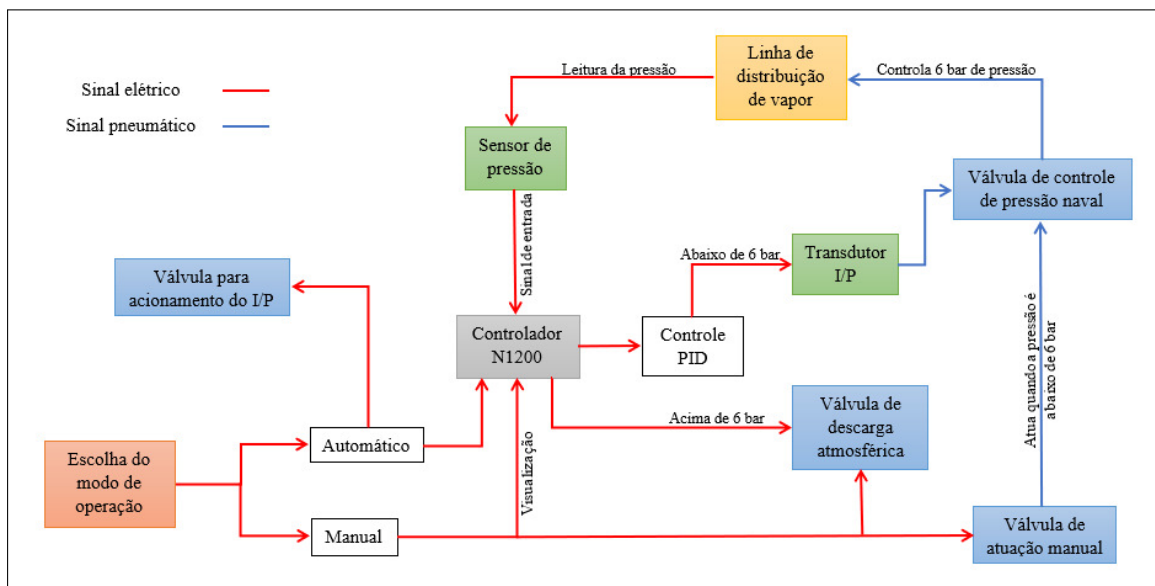 Sinal elétrico
Sinal pneumático
Leitura da pressão
Linha de
distribuição
de vapor
Controla 6 bar de pressão
Sensor de
pressão
Sinal de entrada
Válvula de controle
de pressão naval
Válvula para
acionamento do I/P
Abaixo de 6 bar
Transdutor
I/P
Controlador
N1200
Controle
PID
Atua quando a pressão é
abaixo de 6 bar
Acima de 6 bar
Válvula de
descarga
atmosférica
Escolha do
modo de
operação
Automático
Visualização
Manual
Válvula de
atuação manual